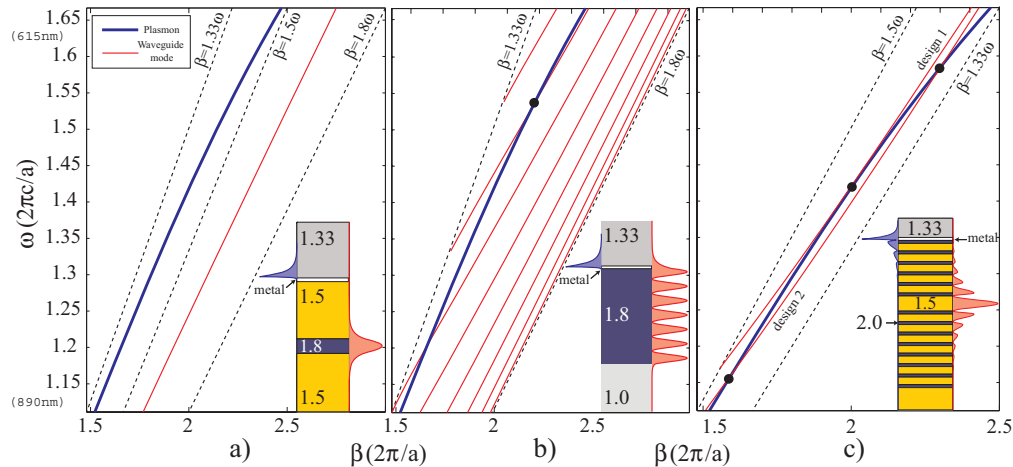 1.65
(615nm)
1.6
1.55
1.5
1.45
1.4
1.35
1.3
1.25
1.2
1.15
(890nm)
ω(2πc/a)
Plasmon
Waveguide
mode
β=1.33ω
β=1.5ω
β=1.8ω
1.33
metal
1.5
1.8
1.5
1.5
2
2.5
a)
β(2π/a)
β=1.33ω
β=1.8ω
1.33
metal
1.8
1.0
1.5
2
2.5
b)
β(2π/a)
β=1.5ω
design 1
β=1.33ω
design 2
1.33
metal
1.5
2.0
1.5
2
2.5
c)